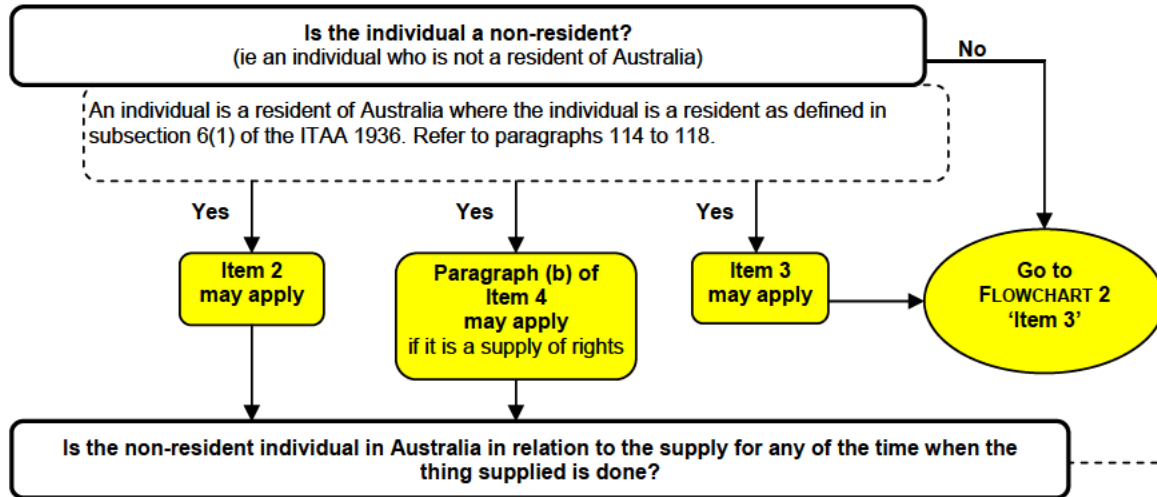 Is the individual a non-resident?
(ie an individual who is not a resident of Australia)
No
An individual is a resident of Australia where the individual is a resident as defined in
subsection 6(1) of the ITAA 1936. Refer to paragraphs 114 to 118.
Yes
Yes
Yes
Item 2
may apply
Paragraph (b) of
Item 4
may apply
if it is a supply of rights
Item 3
may apply
Go to
FLOWCHART 2
‘Item 3’
Is the non-resident individual in Australia in relation to the supply for any of the time when the
thing supplied is done?